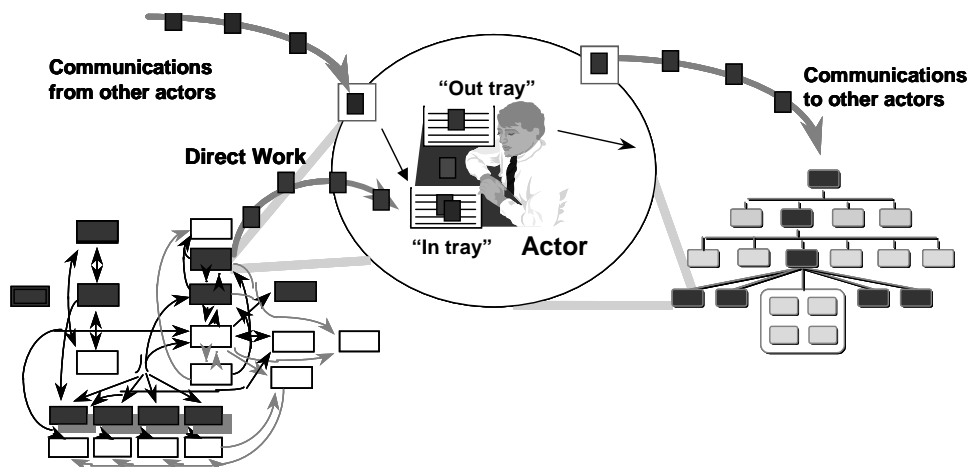 Communications
from other actors
“Out tray”
Communications
to other actors
Direct Work
“In tray”
Actor